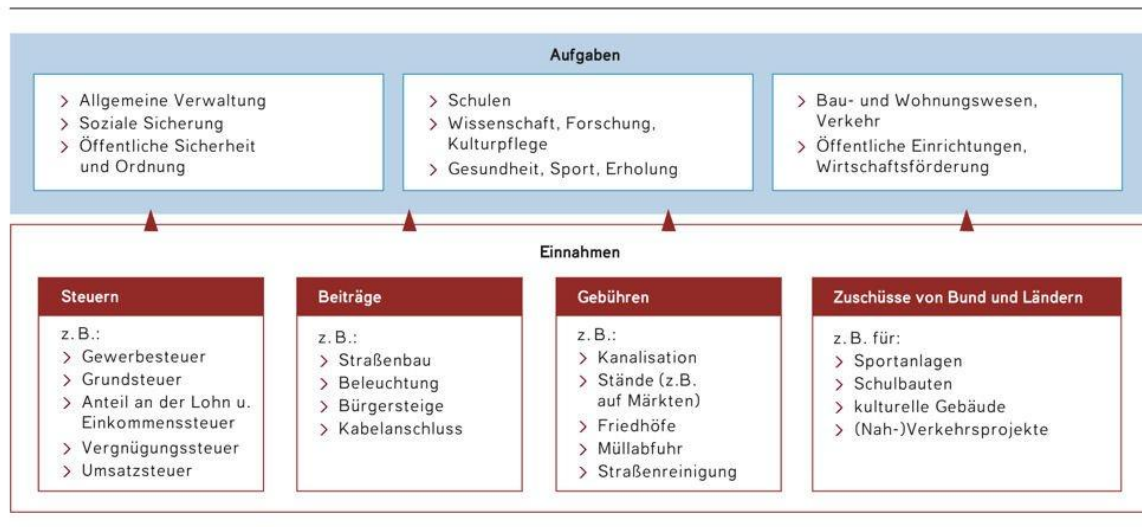 Aufgaben
> Allgemeine Verwaltung
> Soziale Sicherung
> Öffentliche Sicherheit
und Ordnung
> Schulen
> Wissenschaft, Forschung,
Kulturpflege
> Gesundheit, Sport, Erholung
> Bau- und Wohnungswesen,
Verkehr
> Öffentliche Einrichtungen,
Wirtschaftsförderung
Einnahmen
Steuern
z. B.:
> Gewerbesteuer
> Grundsteuer
> Anteil an der Lohn u.
Einkommenssteuer
> Vergnügungssteuer
> Umsatzsteuer
Beiträge
z. B.:
> Straßenbau
> Beleuchtung
> Bürgersteige
> Kabelanschluss
Gebühren
z. B.:
> Kanalisation
> Stände (z.B.
auf Märkten)
> Friedhöfe
> Müllabfuhr
> Straßenreinigung
Zuschüsse von Bund und Ländern
z. B. für:
> Sportanlagen
> Schulbauten
> kulturelle Gebäude
> (Nah-)Verkehrsprojekte